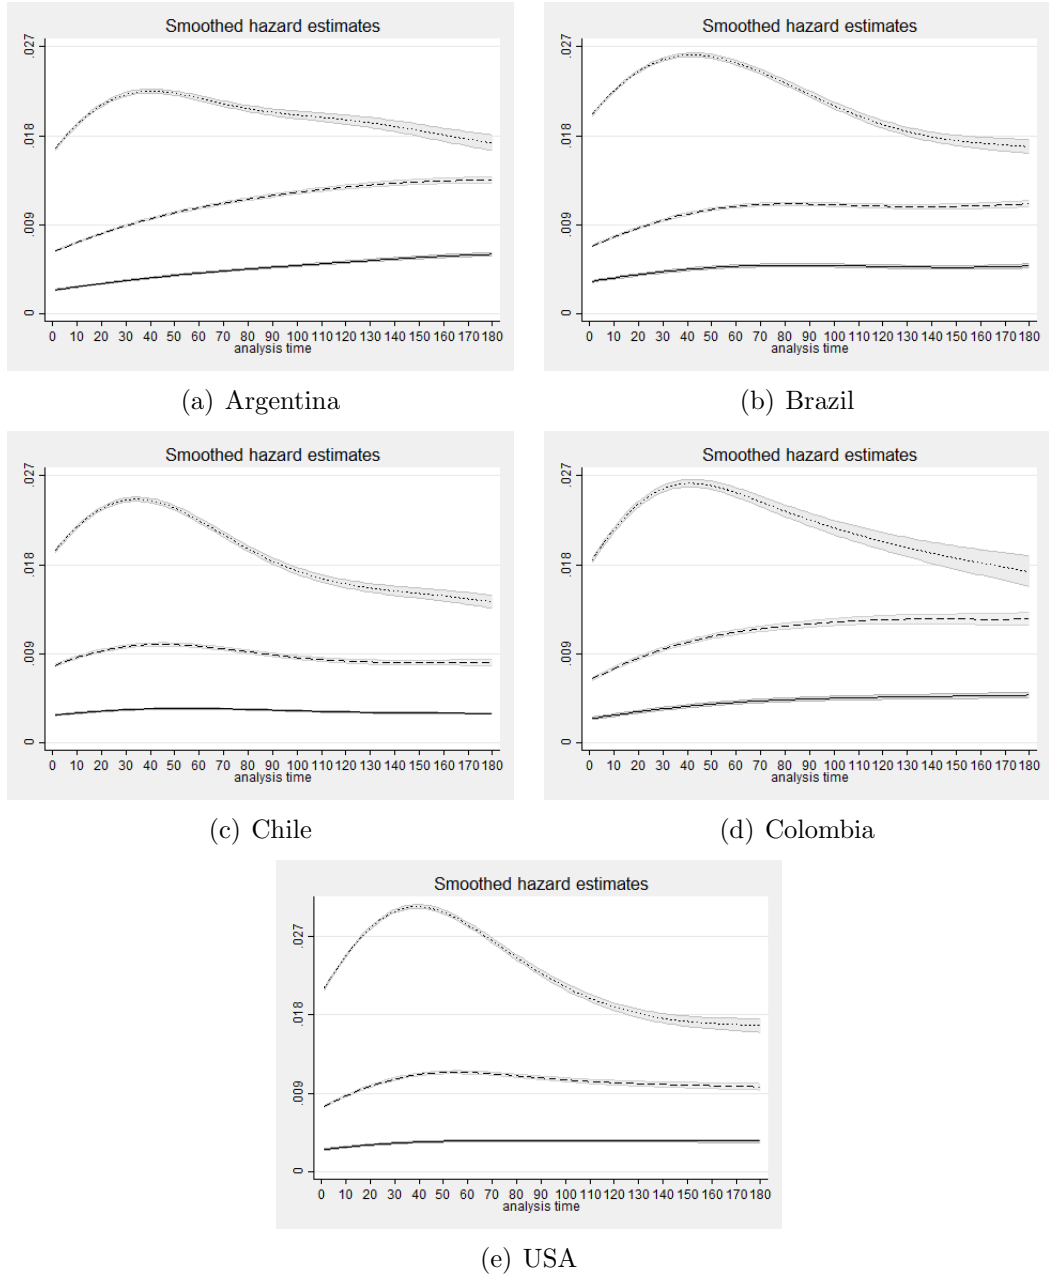 Smoothed hazard estimates
.027
.018
.009
0
0 10 20 30 40 50 60 70 80 90 100 110 120 130 140 150 160 170 180
analysis time
(a) Argentina
Smoothed hazard estimates
.027
.018
.009
0
0 10 20 30 40 50 60 70 80 90 100 110 120 130 140 150 160 170 180
analysis time
(b) Brazil
Smoothed hazard estimates
.027
.018
.009
0
0 10 20 30 40 50 60 70 80 90 100 110 120 130 140 150 160 170 180
analysis time
(c) Chile
Smoothed hazard estimates
.027
.018
.009
0
0 10 20 30 40 50 60 70 80 90 100 110 120 130 140 150 160 170 180
analysis time
(d) Colombia
Smoothed hazard estimates
.027
.018
.009
0
0 10 20 30 40 50 60 70 80 90 100 110 120 130 140 150 160 170 180
analysis time
(e) USA